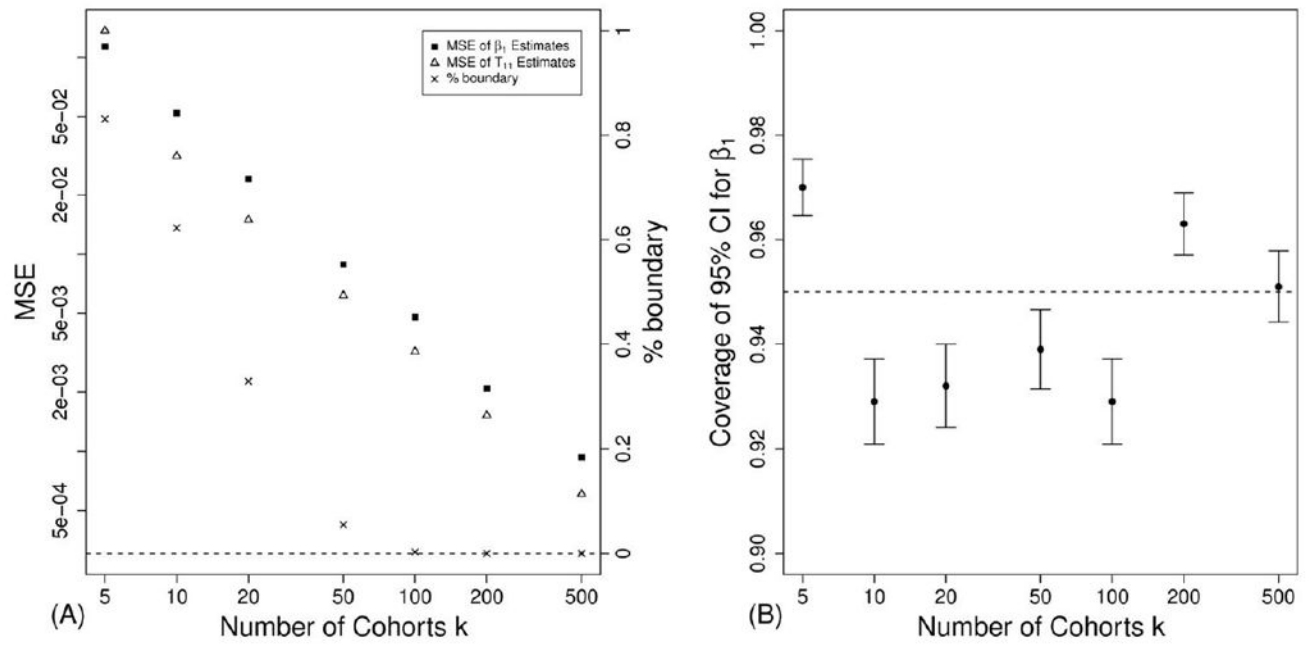 MSE of β₁ Estimates
MSE of T₁₁ Estimates
% boundary
MSE
5e−02
2e−02
5e−03
2e−03
5e−04
1
0.8
0.6
0.4
0.2
0
% boundary
5 10 20 50 100 200 500
(A)
Number of Cohorts k
Coverage of 95% CI for β₁
1.00
0.98
0.96
0.94
0.92
0.90
5 10 20 50 100 200 500
(B)
Number of Cohorts k